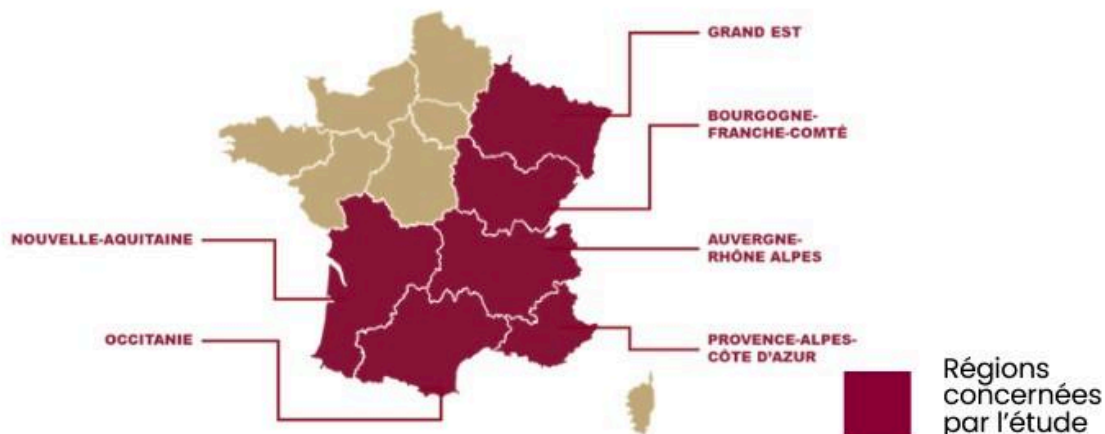 GRAND EST
BOURGOGNE-
FRANCHE-COMTÉ
NOUVELLE-AQUITAINE
AUVERGNE-
RHÔNE ALPES
OCCITANIE
PROVENCE-ALPES-
CÔTE D'AZUR
Régions
concernées
par l'étude